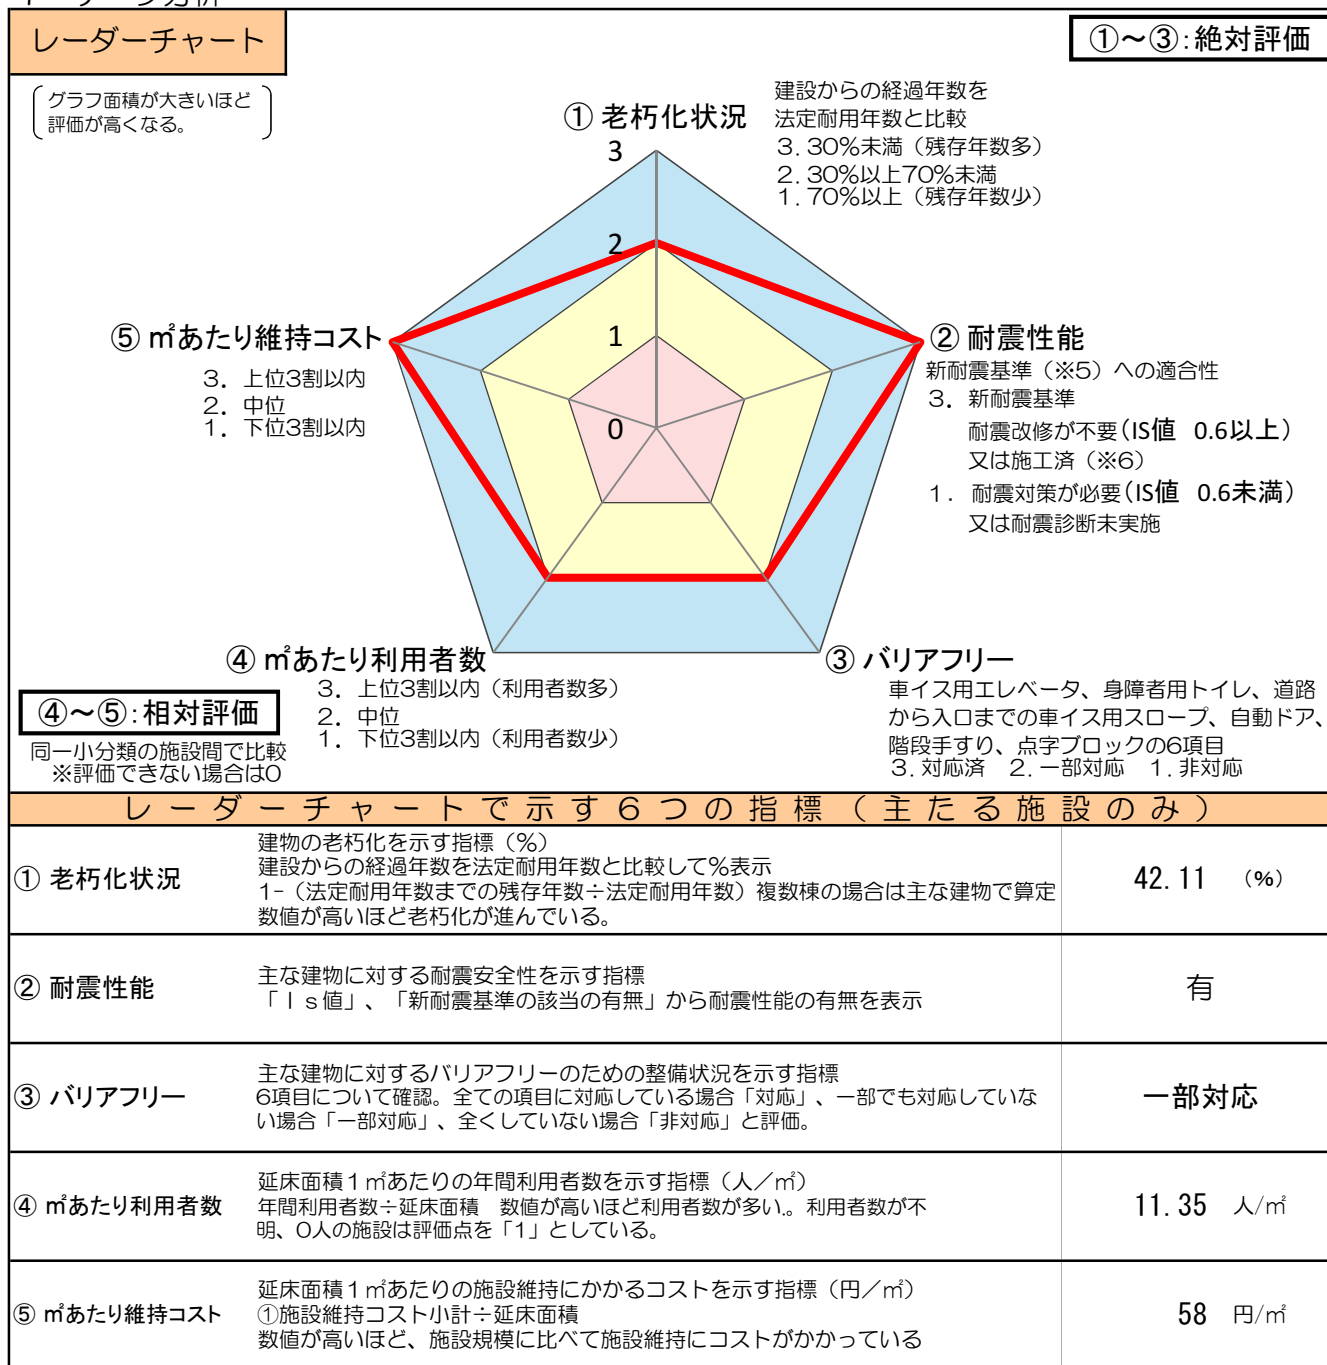 レーダーチャート
①～③：絶対評価
グラフ面積が大きいほど
評価が高くなる。
① 老朽化状況
建設からの経過年数を
法定耐用年数と比較
3．30％未満（残存年数多）
2．30％以上70％未満
1．70％以上（残存年数少）
3
2
1
0
⑤ ㎡あたり維持コスト
3．上位3割以内
2．中位
1．下位3割以内
② 耐震性能
新耐震基準（※5）への適合性
3．新耐震基準
耐震改修が不要（IS値　0.6以上）
又は施工済（※6）
1．耐震対策が必要（IS値　0.6未満）
又は耐震診断未実施
④ ㎡あたり利用者数
3．上位3割以内（利用者数多）
2．中位
1．下位3割以内（利用者数少）
③ バリアフリー
車イス用エレベータ、身障者用トイレ、道路
から入口までの車イス用スロープ、自動ドア、
階段手すり、点字ブロックの6項目
3．対応済　2．一部対応　1．非対応
④～⑤：相対評価
同一小分類の施設間で比較
※評価できない場合は0
レーダーチャートで示す６つの指標（主たる施設のみ）
① 老朽化状況
建物の老朽化を示す指標（%）
建設からの経過年数を法定耐用年数と比較して%表示
1-（法定耐用年数までの残存年数÷法定耐用年数）複数棟の場合は主な建物で算定
数値が高いほど老朽化が進んでいる。
42.11　（%）
② 耐震性能
主な建物に対する耐震安全性を示す指標
「Ｉｓ値」、「新耐震基準の該当の有無」から耐震性能の有無を表示
有
③ バリアフリー
主な建物に対するバリアフリーのための整備状況を示す指標
6項目について確認。全ての項目に対応している場合「対応」、一部でも対応していな
い場合「一部対応」、全くしていない場合「非対応」と評価。
一部対応
④ ㎡あたり利用者数
延床面積１㎡あたりの年間利用者数を示す指標（人／㎡）
年間利用者数÷延床面積　数値が高いほど利用者数が多い。利用者数が不
明、0人の施設は評価点を「1」としている。
11.35　人/㎡
⑤ ㎡あたり維持コスト
延床面積１㎡あたりの施設維持にかかるコストを示す指標（円／㎡）
①施設維持コスト小計÷延床面積
数値が高いほど、施設規模に比べて施設維持にコストがかかっている
58　円/㎡